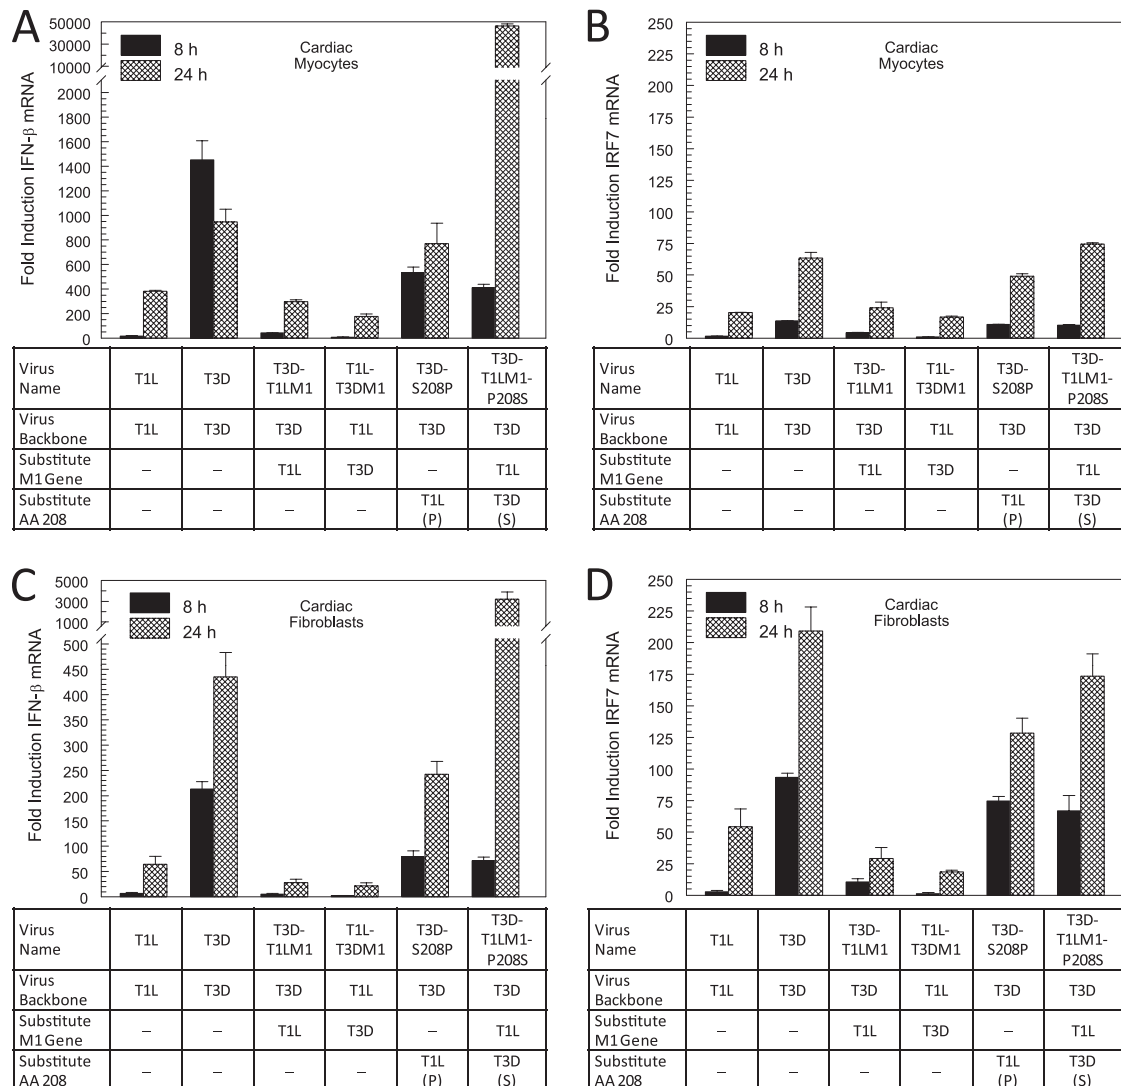 A
Fold Induction IFN-β mRNA
50000
30000
10000
2000
1800
1600
1400
1200
1000
800
600
400
200
0
8 h
24 h
Cardiac
Myocytes
Virus Name T1L T3D T3D-T1LM1 T1L-T3DM1 T3D-S208P T3D-T1LM1-P208S
Virus Backbone T1L T3D T3D T1L T3D T3D
Substitute M1 Gene – – T1L T3D – T1L
Substitute AA 208 – – – – T1L (P) T3D (S)
B
Fold Induction IRF7 mRNA
250
225
200
175
150
125
100
75
50
25
0
8 h
24 h
Cardiac
Myocytes
Virus Name T1L T3D T3D-T1LM1 T1L-T3DM1 T3D-S208P T3D-T1LM1-P208S
Virus Backbone T1L T3D T3D T1L T3D T3D
Substitute M1 Gene – – T1L T3D – T1L
Substitute AA 208 – – – – T1L (P) T3D (S)
C
Fold Induction IFN-β mRNA
5000
3000
1000
500
450
400
350
300
250
200
150
100
50
0
8 h
24 h
Cardiac
Fibroblasts
Virus Name T1L T3D T3D-T1LM1 T1L-T3DM1 T3D-S208P T3D-T1LM1-P208S
Virus Backbone T1L T3D T3D T1L T3D T3D
Substitute M1 Gene – – T1L T3D – T1L
Substitute AA 208 – – – – T1L (P) T3D (S)
D
Fold Induction IRF7 mRNA
250
225
200
175
150
125
100
75
50
25
0
8 h
24 h
Cardiac
Fibroblasts
Virus Name T1L T3D T3D-T1LM1 T1L-T3DM1 T3D-S208P T3D-T1LM1-P208S
Virus Backbone T1L T3D T3D T1L T3D T3D
Substitute M1 Gene – – T1L T3D – T1L
Substitute AA 208 – – – – T1L (P) T3D (S)